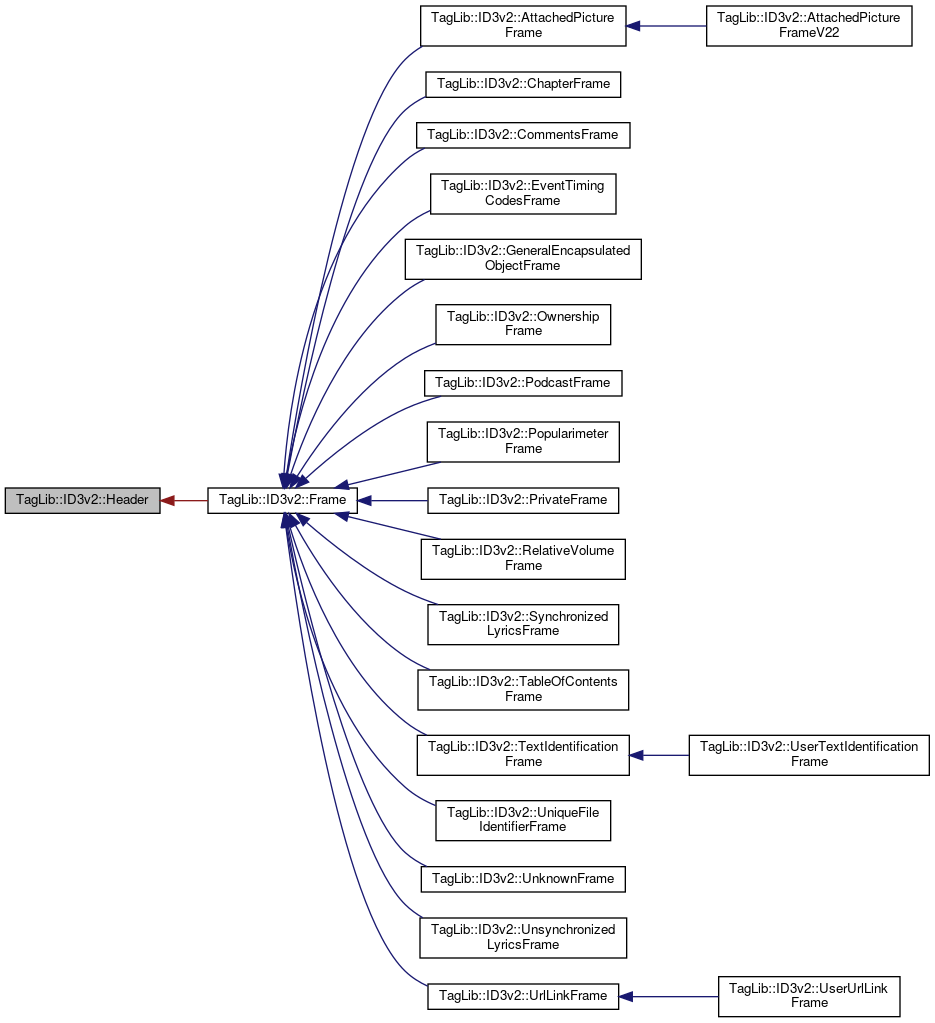 TagLib::ID3v2::AttachedPicture
Frame
TagLib::ID3v2::AttachedPicture
FrameV22
TagLib::ID3v2::ChapterFrame
TagLib::ID3v2::CommentsFrame
TagLib::ID3v2::EventTiming
CodesFrame
TagLib::ID3v2::GeneralEncapsulated
ObjectFrame
TagLib::ID3v2::Ownership
Frame
TagLib::ID3v2::PodcastFrame
TagLib::ID3v2::Popularimeter
Frame
TagLib::ID3v2::Header
TagLib::ID3v2::Frame
TagLib::ID3v2::PrivateFrame
TagLib::ID3v2::RelativeVolume
Frame
TagLib::ID3v2::Synchronized
LyricsFrame
TagLib::ID3v2::TableOfContents
Frame
TagLib::ID3v2::TextIdentification
Frame
TagLib::ID3v2::UserTextIdentification
Frame
TagLib::ID3v2::UniqueFile
IdentifierFrame
TagLib::ID3v2::UnknownFrame
TagLib::ID3v2::Unsynchronized
LyricsFrame
TagLib::ID3v2::UrlLinkFrame
TagLib::ID3v2::UserUrlLink
Frame